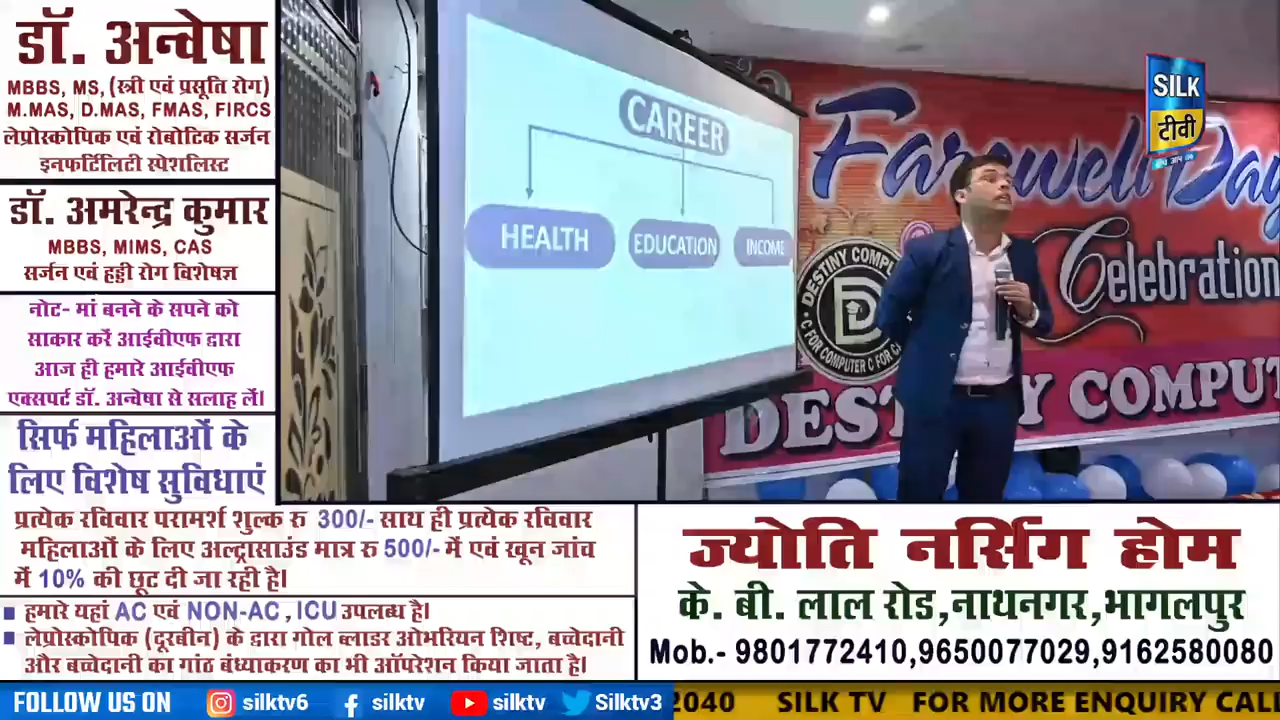 डॉ. अन्वेषा
MBBS, MS, (स्त्री एवं प्रसूति रोग)
M.MAS, D.MAS, FMAS, FIRCS
लेप्रोस्कोपिक एवं रोबोटिक सर्जन
इनफर्टिलिटी स्पेशलिस्ट
डॉ. अमरेन्द्र कुमार
MBBS, MIMS, CAS
सर्जन एवं हड्डी रोग विशेषज्ञ
नोट- मां बनने के सपने को
साकार करें आईवीएफ द्वारा
आज ही हमारे आईवीएफ
एक्सपर्ट डॉ. अन्वेषा से सलाह लें।
सिर्फ महिलाओं के
लिए विशेष सुविधाएं
CAREER
HEALTH EDUCATION INCOME
SILK
टीवी
Farewell Day
Celebration
DESTINY COMPU
D
C FOR COMPUTER C FOR
DESTINY COMPUT
प्रत्येक रविवार परामर्श शुल्क रु 300/- साथ ही प्रत्येक रविवार
महिलाओं के लिए अल्ट्रासाउंड मात्र रु 500/- में एवं खून जांच
में 10% की छूट दी जा रही है।
हमारे यहां AC एवं NON-AC , ICU उपलब्ध है।
लेप्रोस्कोपिक (दूरबीन) के द्वारा गोल ब्लाडर ओभरियन शिष्ट, बच्चेदानी
और बच्चेदानी का गांठ बंध्याकरण का भी ऑपरेशन किया जाता है।
ज्योति नर्सिंग होम
के. बी. लाल रोड,नाथनगर,भागलपुर
Mob.- 9801772410,9650077029,9162580080
FOLLOW US ON silktv6 silktv silktv Silktv3 2040 SILK TV FOR MORE ENQUIRY CALL